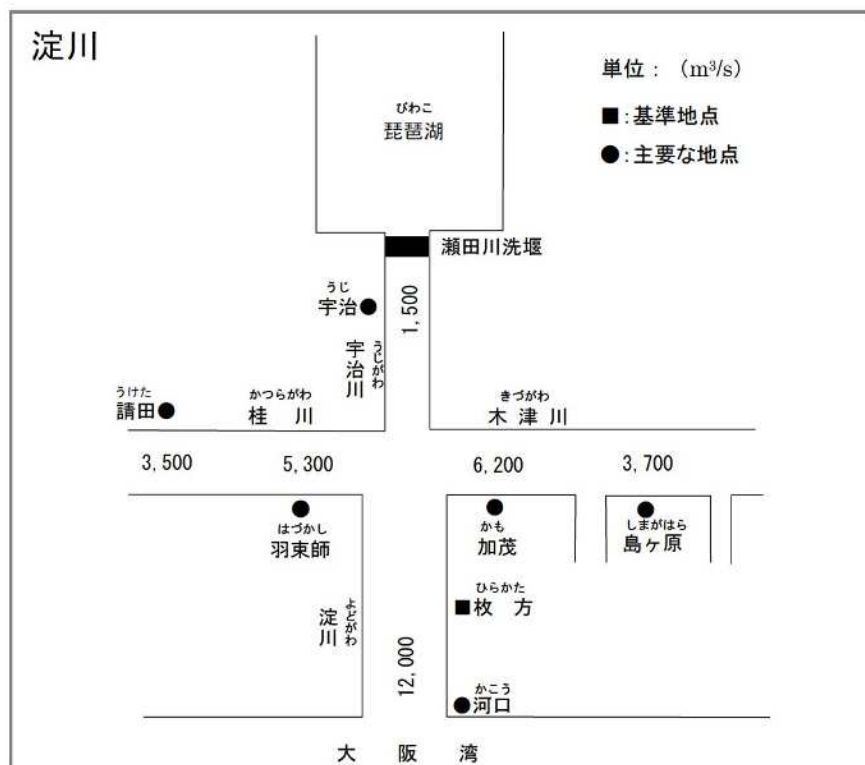 淀川
単位： （m³/s）
■：基準地点
●：主要な地点
びわこ
琵琶湖
瀬田川洗堰
うじ
宇治●
1,500
宇治川
うじがわ
うけた
請田●
かつらがわ
桂 川
きづがわ
木 津 川
3,500
5,300
6,200
3,700
はづかし
羽束師
かも
加茂
しまがはら
島ヶ原
ひらかた
■枚 方
淀川
よどがわ
12,000
かこう
●河口
大 阪 湾